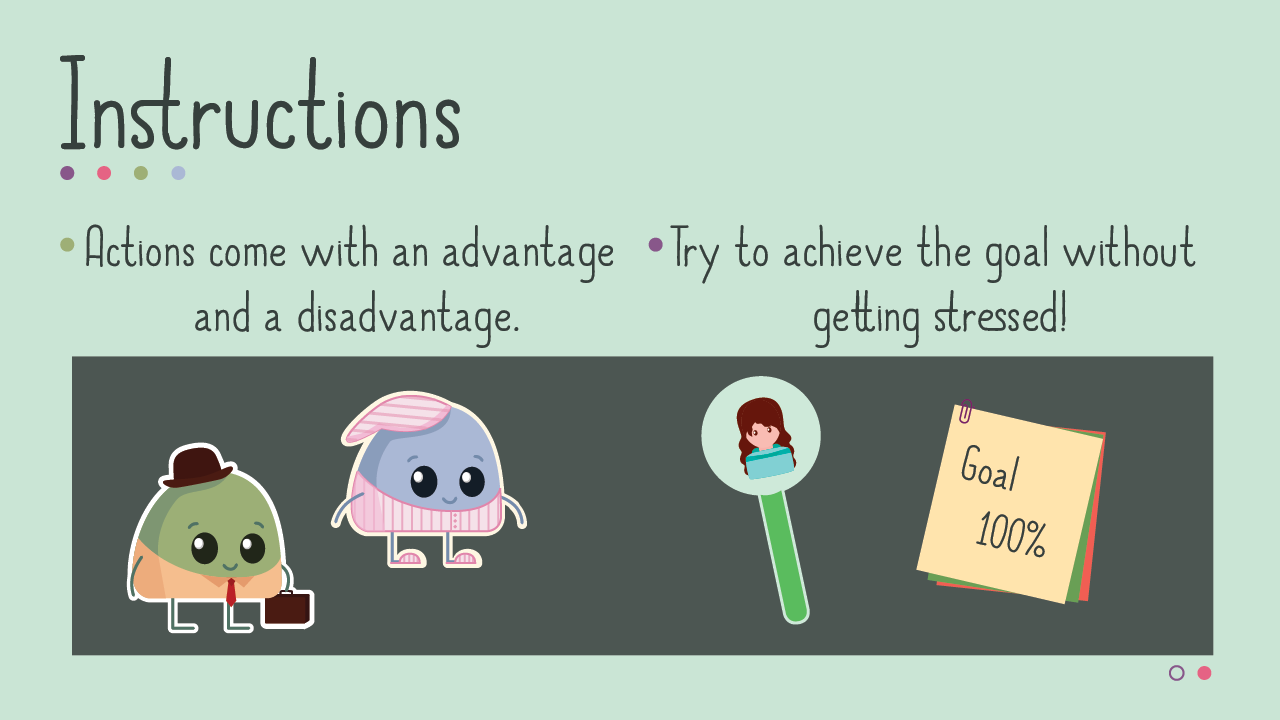 Instructions
Actions come with an advantage
and a disadvantage.
Try to achieve the goal without
getting stressed!
Goal
100%